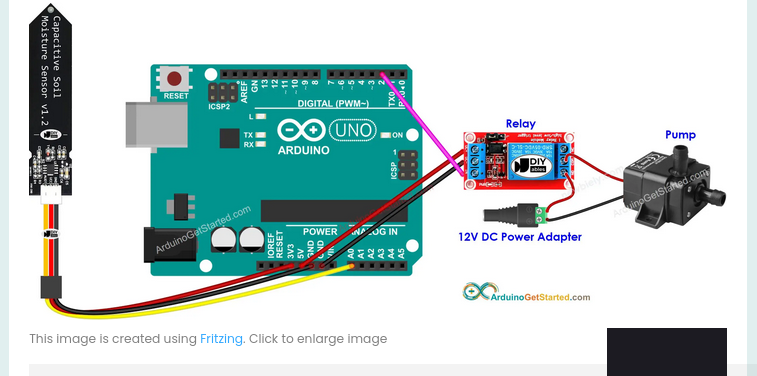 Capacitive Soil
Moisture Sensor v1.2
RESET
ICSP2
AREF
GND
13
12
~11
~10
~9
8
7
~6
~5
4
~3
2
TX
DIGITAL (PWM~)
L
TX
RX
UNO
ON
ARDUINO
1
ICSP
POWER
ANALOG IN
IOREF
RESET
3V3
5V
GND
GND
VIN
A0
A1
A2
A3
A4
A5
ArduinoGetStarted.com
Relay
DIY
ables
Pump
ArduinoGetStarted.com
12V DC Power Adapter
ArduinoGetStarted.com
This image is created using Fritzing. Click to enlarge image